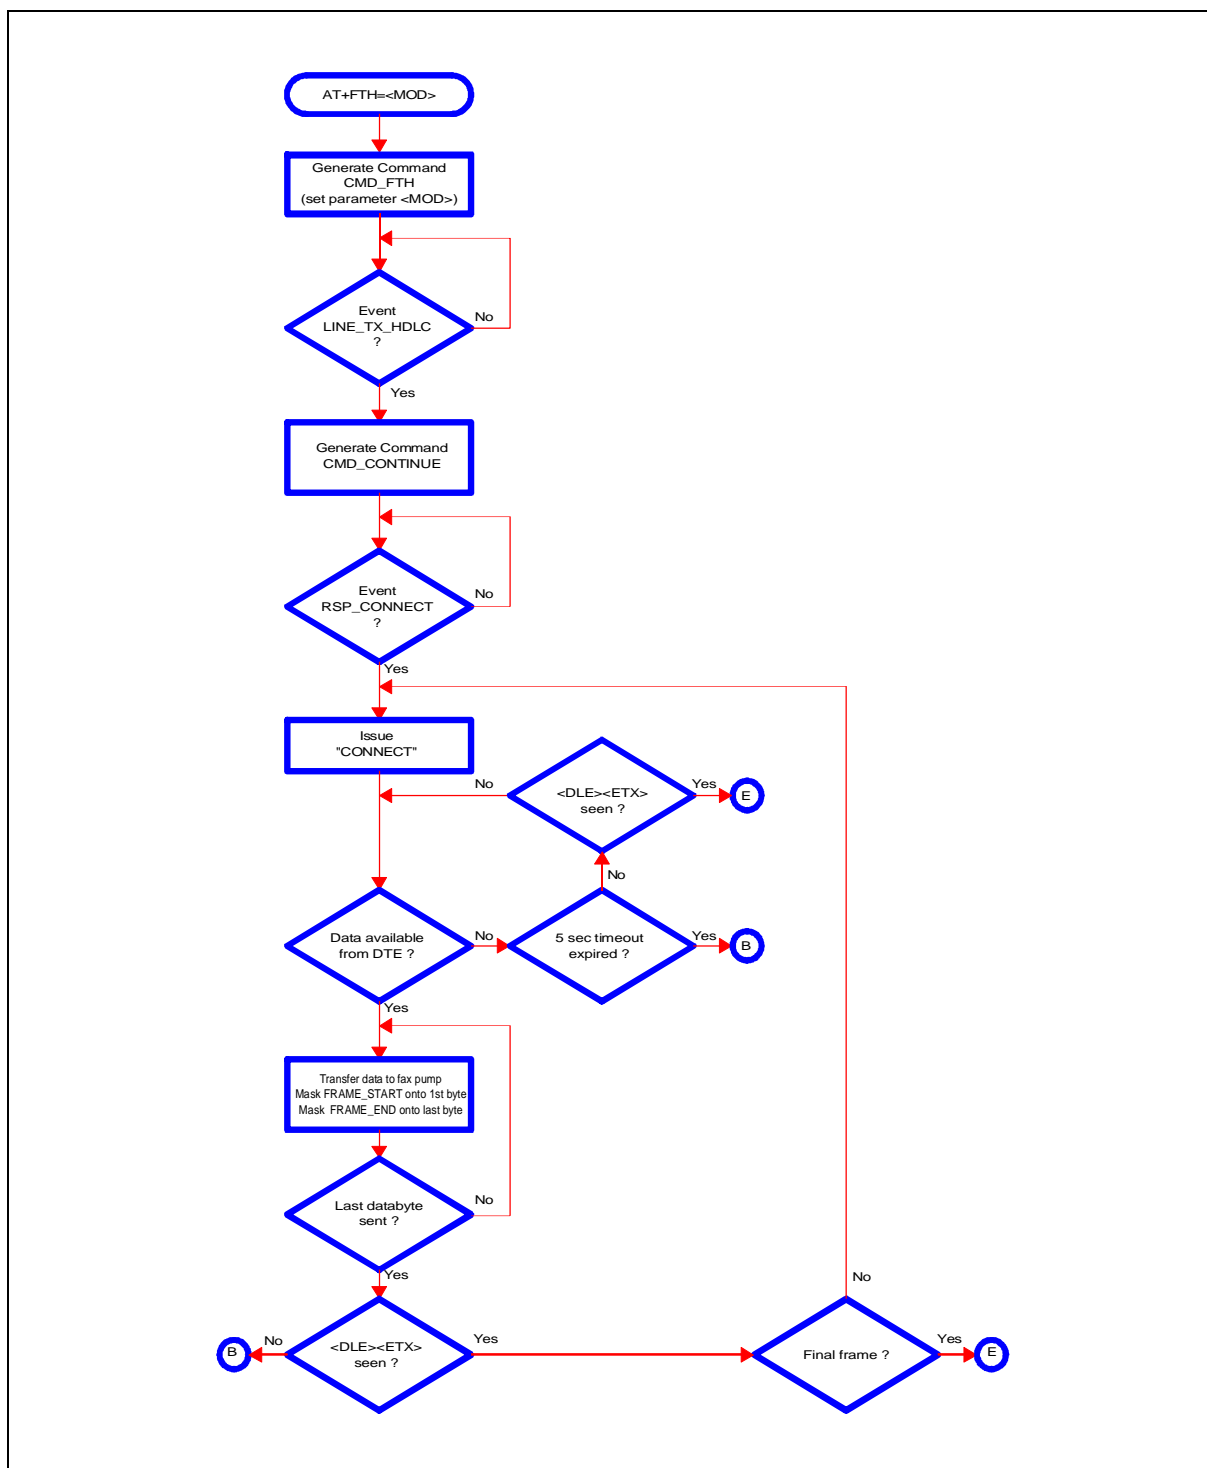 AT+FTH=<MOD>
Generate Command
CMD_FTH
(set parameter <MOD>)
Event
LINE_TX_HDLC
?
No
Yes
Generate Command
CMD_CONTINUE
Event
RSP_CONNECT
?
No
Yes
Issue
"CONNECT"
No
<DLE><ETX>
seen ?
Yes
E
No
Data available
from DTE ?
No
5 sec timeout
expired ?
Yes
B
Yes
Transfer data to fax pump
Mask FRAME_START onto 1st byte
Mask FRAME_END onto last byte
Last databyte
sent ?
No
Yes
B
No
<DLE><ETX>
seen ?
Yes
No
Final frame ?
Yes
E